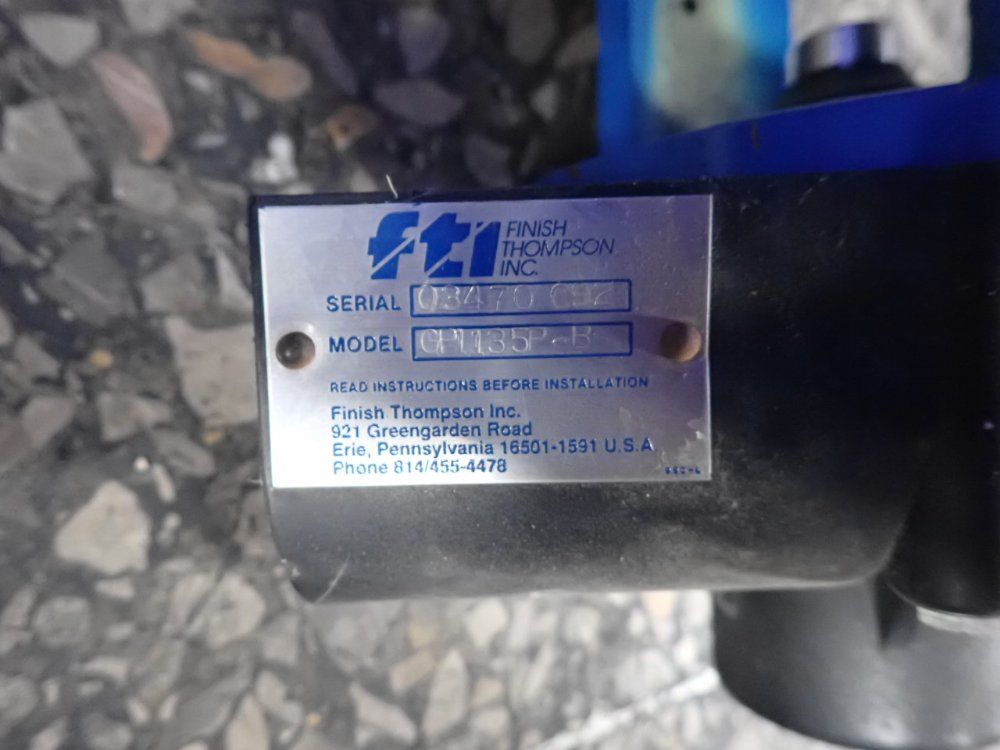 fti
FINISH
THOMPSON
INC.
SERIAL 03470
MODEL
READ INSTRUCTIONS BEFORE INSTALLATION
Finish Thompson Inc.
921 Greengarden Road
Erie, Pennsylvania 16501-1591 U.S.A
Phone 814/455-4478